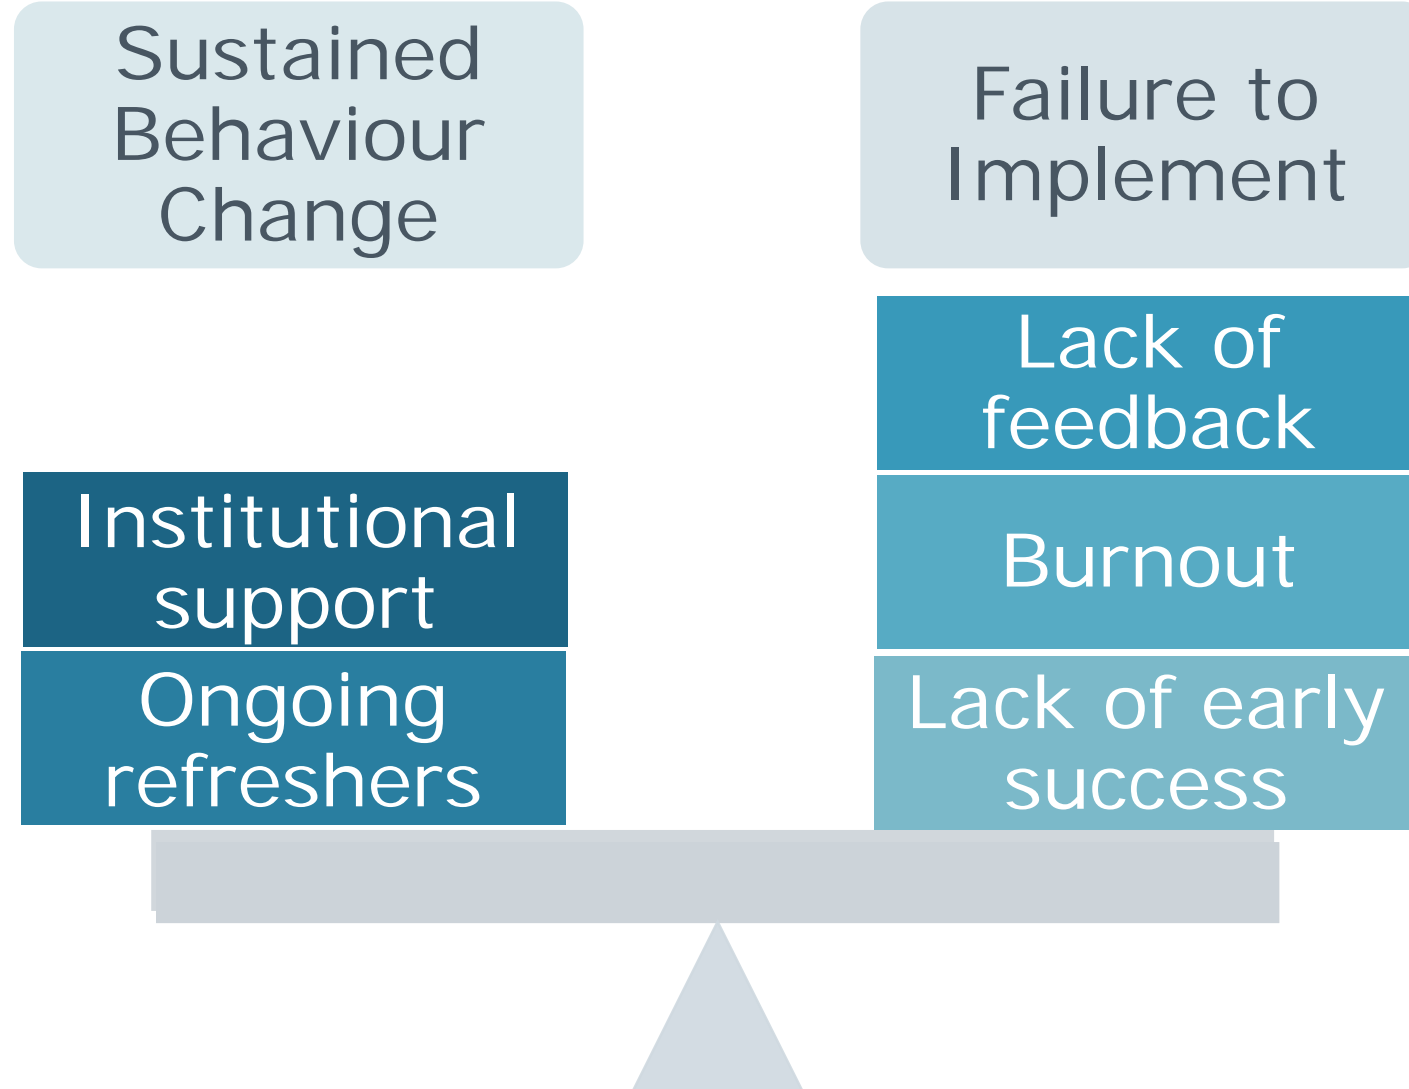 Sustained
Behaviour
Change
Failure to
Implement
Lack of
feedback
Burnout
Lack of early
success
Institutional
support
Ongoing
refreshers